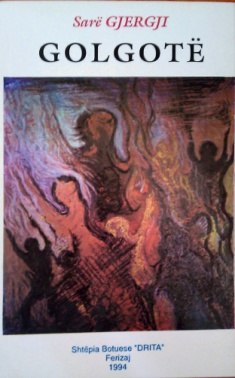 Sarë GJERGJI
GOLGOTË
Shtëpia Botuese "DRITA"
Ferizaj
1994